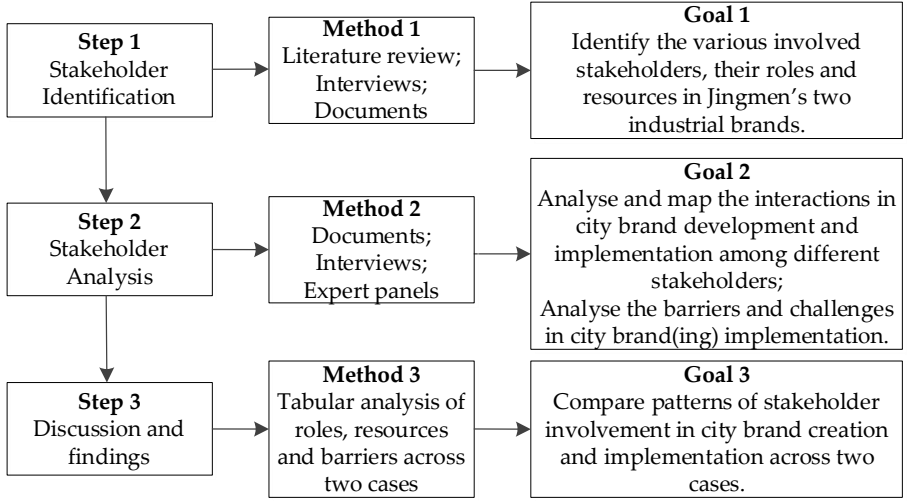 Step 1
Stakeholder
Identification
Method 1
Literature review;
Interviews;
Documents
Goal 1
Identify the various involved
stakeholders, their roles and
resources in Jingmen's two
industrial brands.
Step 2
Stakeholder
Analysis
Method 2
Documents;
Interviews;
Expert panels
Goal 2
Analyse and map the interactions in
city brand development and
implementation among different
stakeholders;
Analyse the barriers and challenges
in city brand(ing) implementation.
Step 3
Discussion and
findings
Method 3
Tabular analysis of
roles, resources
and barriers across
two cases
Goal 3
Compare patterns of stakeholder
involvement in city brand creation
and implementation across two
cases.